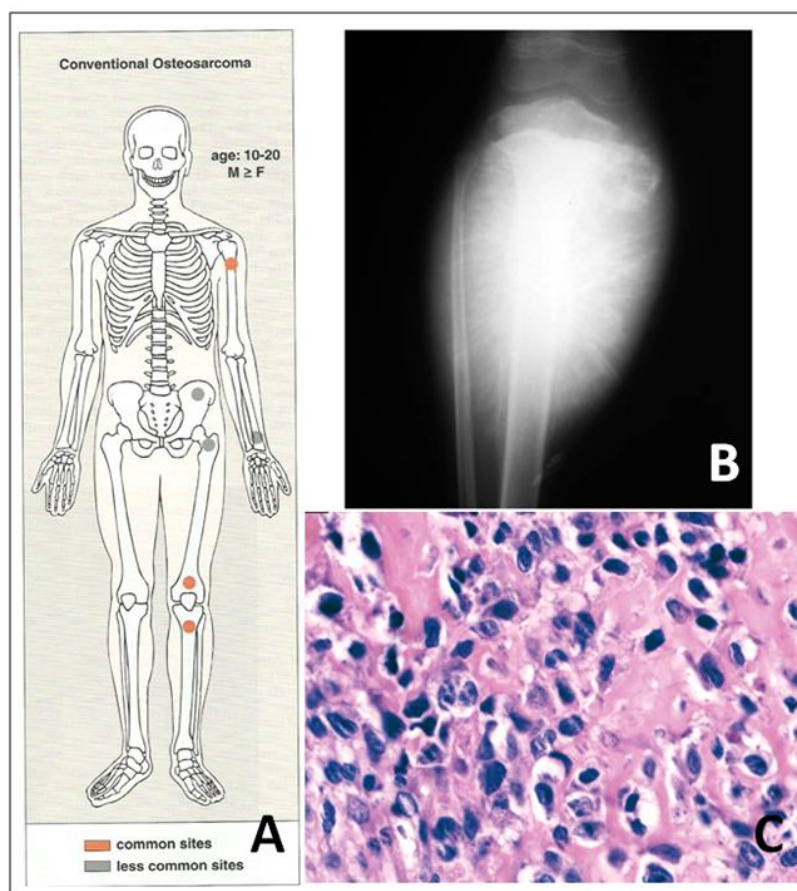 Conventional Osteosarcoma
age: 10-20
M ≥ F
B
A
common sites
less common sites
C